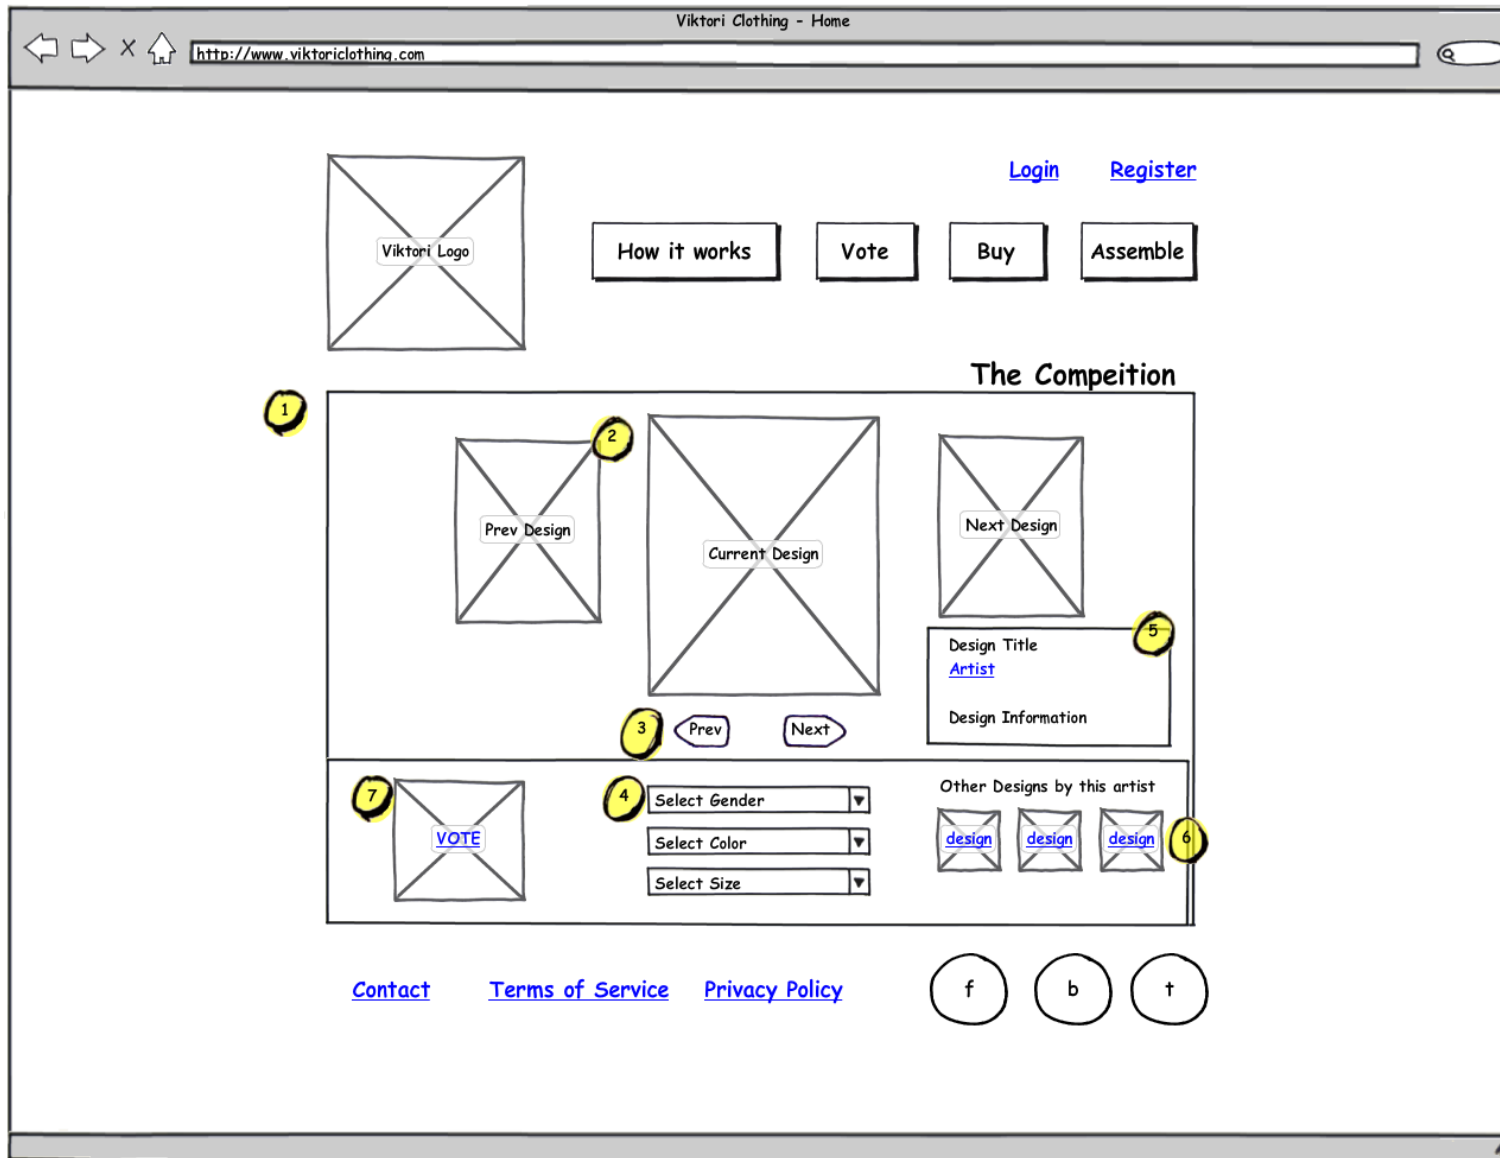 Viktori Clothing - Home
http://www.viktoriclothing.com
Login Register
Viktori Logo
How it works Vote Buy Assemble
The Compeition
1
2
Prev Design
Current Design
Next Design
5
Design Title
Artist
Design Information
3
Prev Next
7
VOTE
4
Select Gender
Select Color
Select Size
Other Designs by this artist
design design design
6
Contact Terms of Service Privacy Policy
f b t